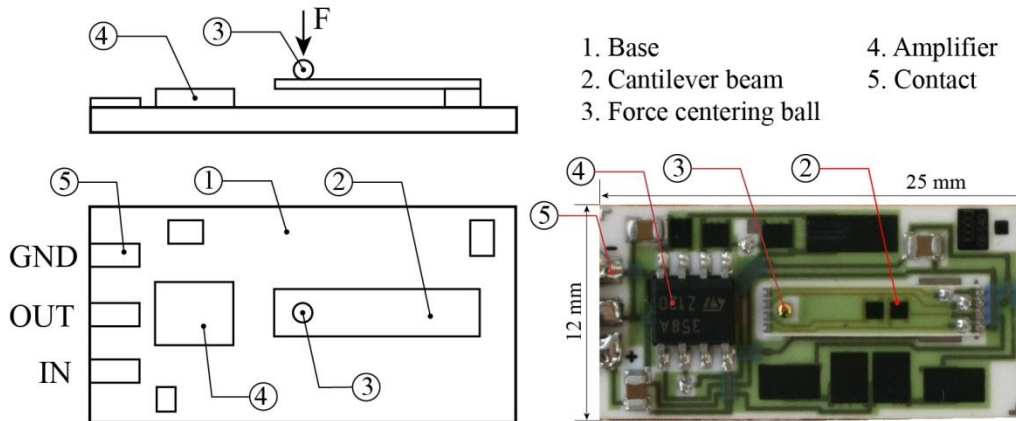 F
④
③
1. Base
2. Cantilever beam
3. Force centering ball
4. Amplifier
5. Contact
⑤
①
②
GND
OUT
IN
④
③
④
③
②
⑤
25 mm
12 mm
358A
-
+